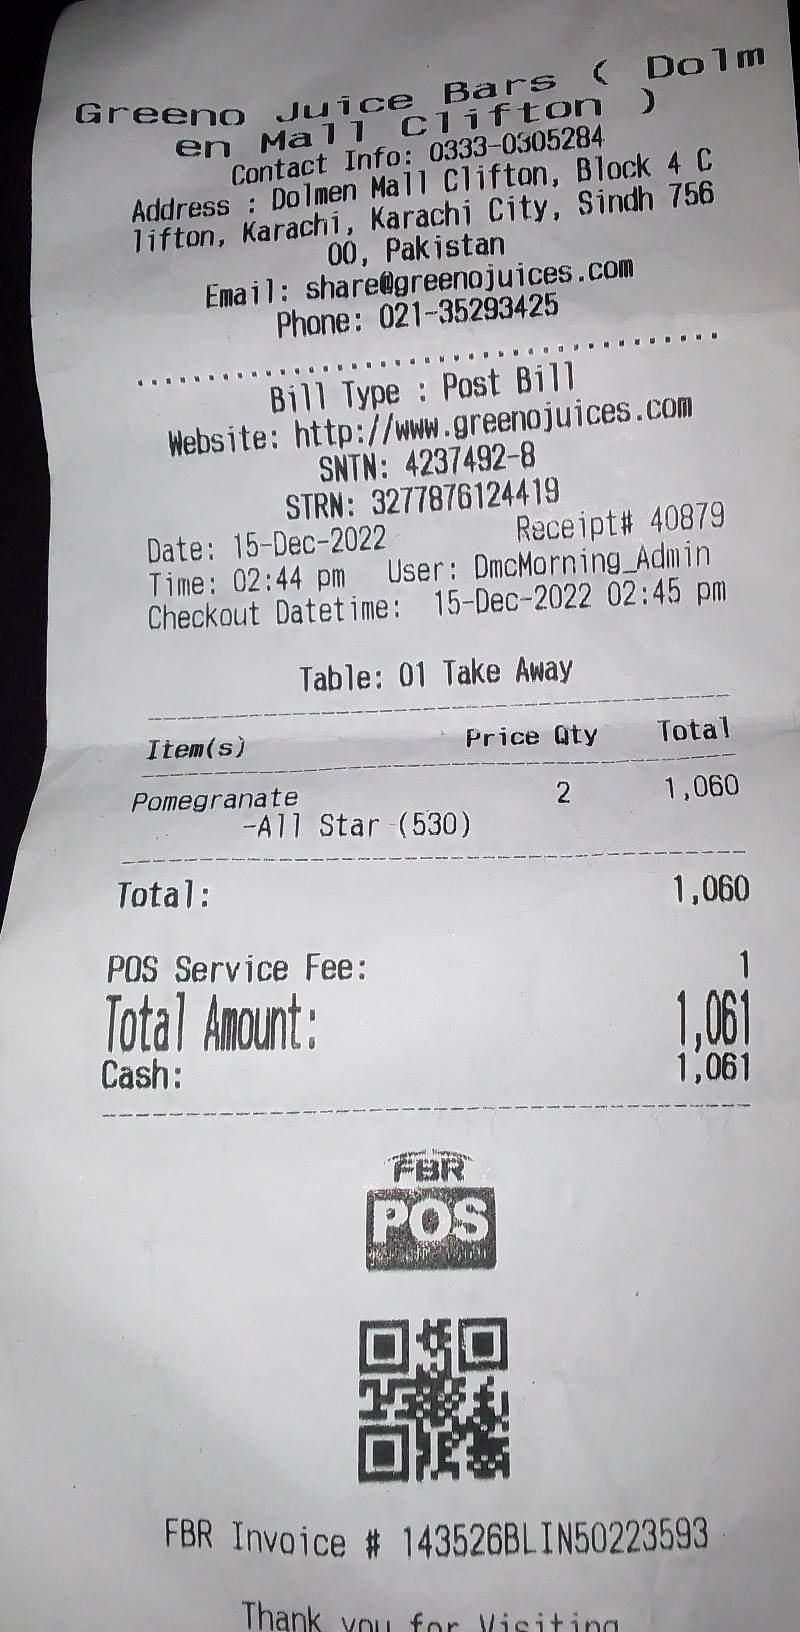 Greeno Juice Bars ( Dolm
en Mall Clifton )
Contact Info: 0333-0305284
Address : Dolmen Mall Clifton, Block 4 C
lifton, Karachi, Karachi City, Sindh 756
00, Pakistan
Email: share@greenojuices.com
Phone: 021-35293425
Bill Type : Post Bill
Website: http://www.greenojuices.com
SNTN: 4237492-8
STRN: 3277876124419
Date: 15-Dec-2022 Receipt# 40879
Time: 02:44 pm User: DmcMorning_Admin
Checkout Datetime: 15-Dec-2022 02:45 pm
Table: 01 Take Away
Item(s) Price Qty Total
Pomegranate 2 1,060
-All Star (530)
Total: 1,060
POS Service Fee: 1
Total Amount: 1,061
Cash: 1,061
FBR
POS
FBR Invoice # 143526BLIN50223593
Thank you for Visiting